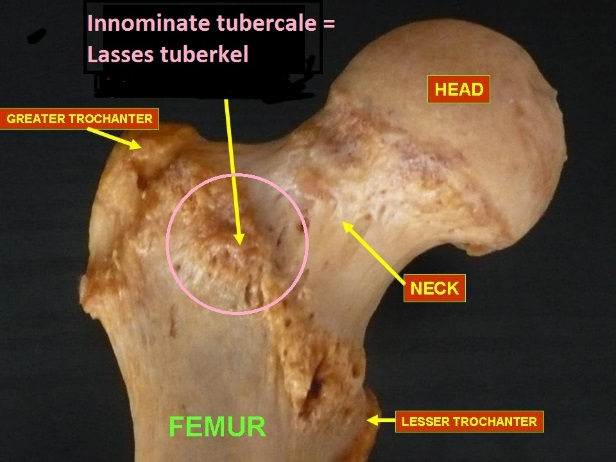 Innominate tubercale =
Lasses tuberkel
HEAD
GREATER TROCHANTER
NECK
LESSER TROCHANTER
FEMUR